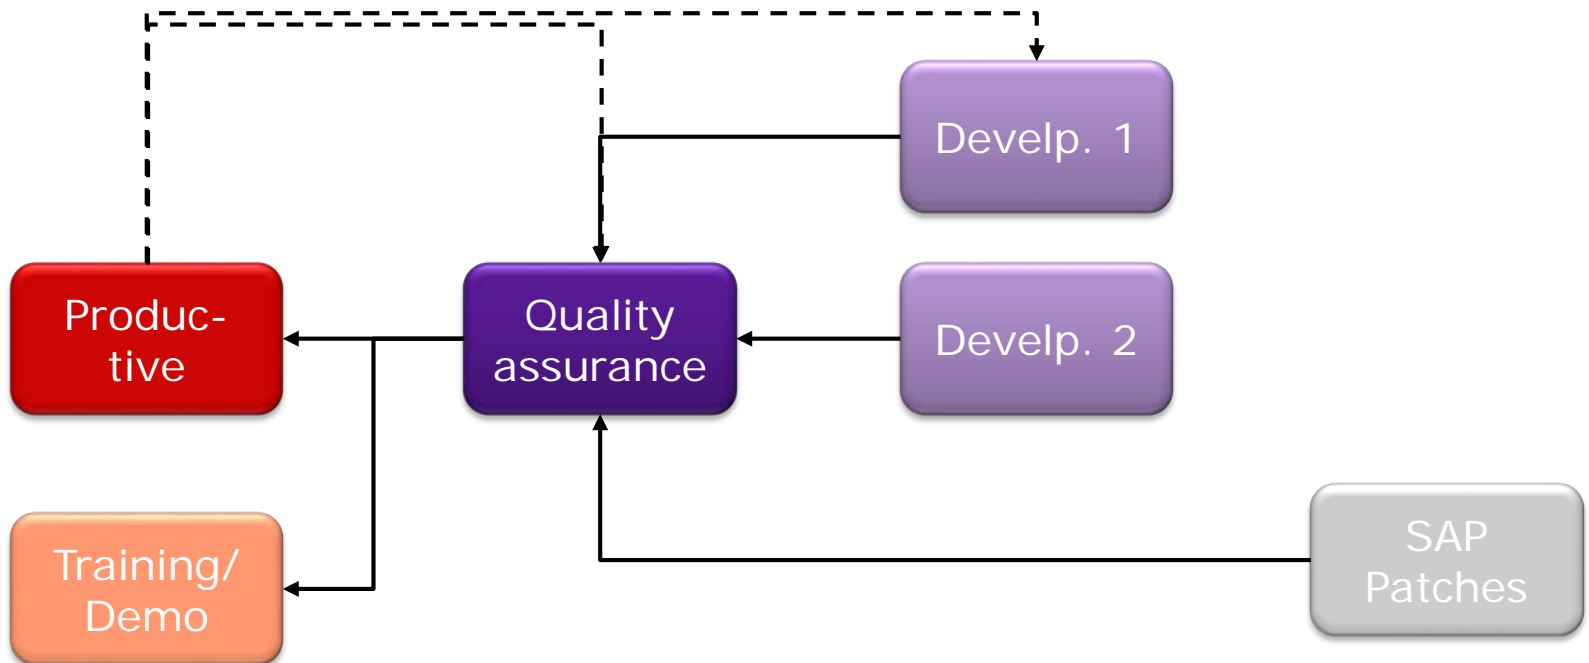 Develp. 1
Produc-
tive
Quality
assurance
Develp. 2
Training/
Demo
SAP
Patches